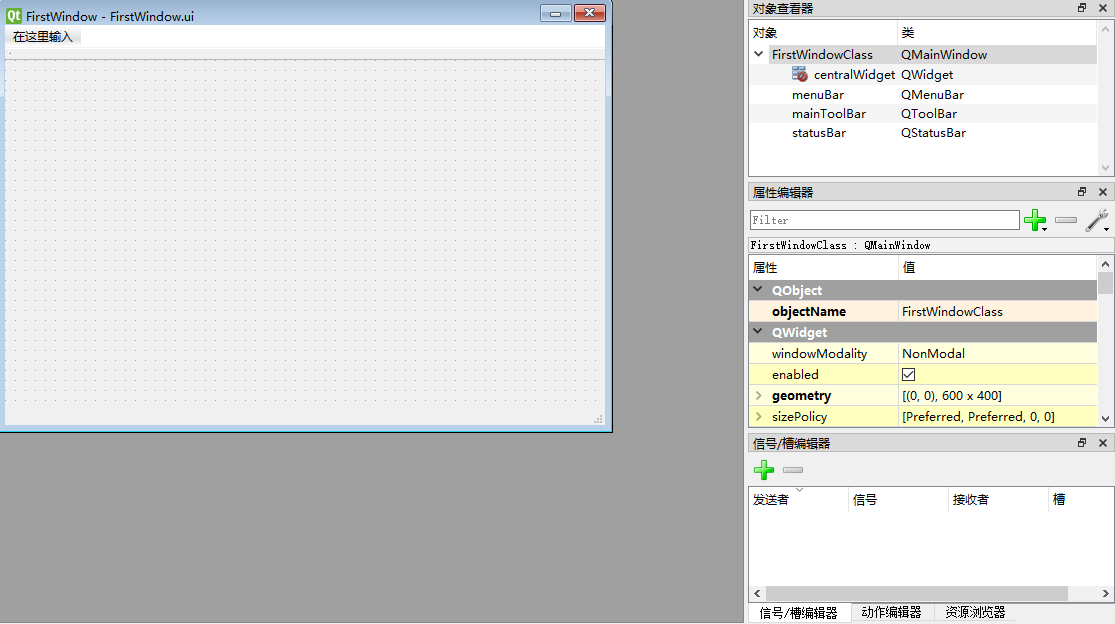 Qt FirstWindow - FirstWindow.ui
在这里输入
对象查看器
对象 类
FirstWindowClass QMainWindow
centralWidget QWidget
menuBar QMenuBar
mainToolBar QToolBar
statusBar QStatusBar
属性编辑器
Filter
FirstWindowClass : QMainWindow
属性 值
QObject
objectName FirstWindowClass
QWidget
windowModality NonModal
enabled
geometry [(0, 0), 600 x 400]
sizePolicy [Preferred, Preferred, 0, 0]
信号/槽编辑器
发送者 信号 接收者 槽
信号/槽编辑器 动作编辑器 资源浏览器